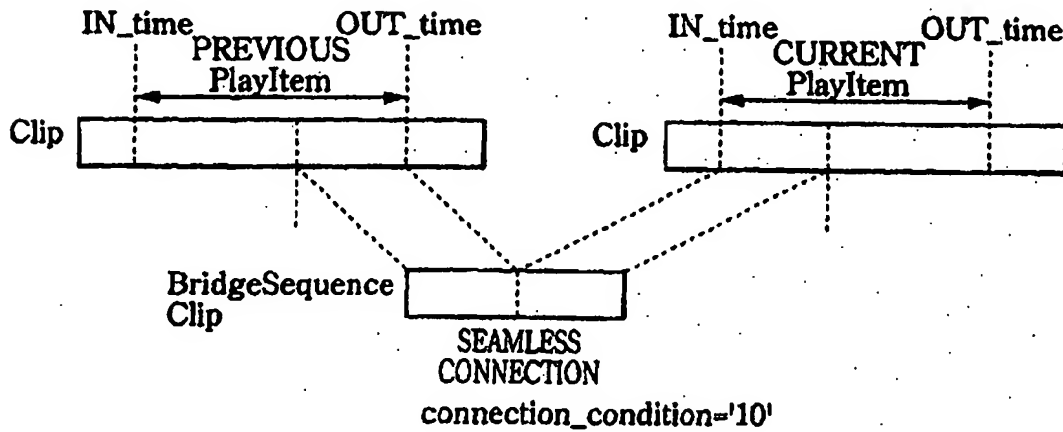 IN_time OUT_time
PREVIOUS
PlayItem
Clip
IN_time OUT_time
CURRENT
PlayItem
Clip
BridgeSequence
Clip
SEAMLESS
CONNECTION
connection_condition='10'